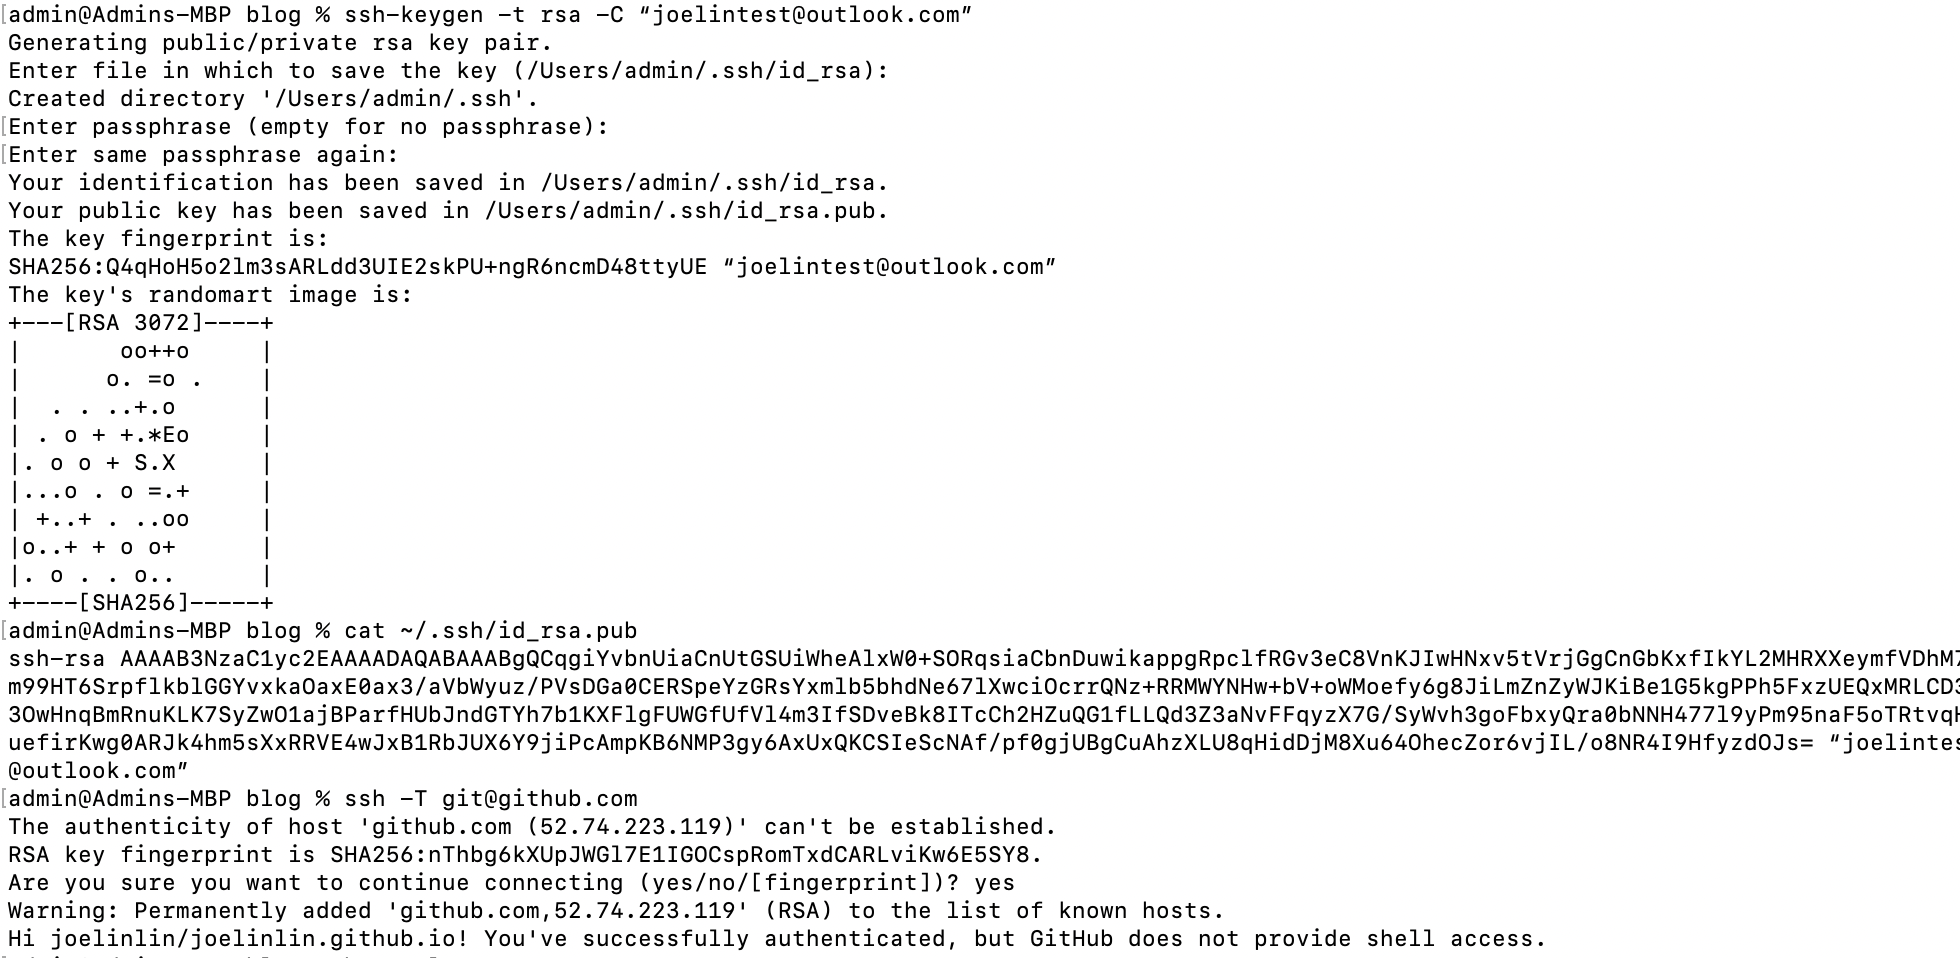 [admin@Admins-MBP blog % ssh-keygen -t rsa -C “joelintest@outlook.com”
Generating public/private rsa key pair.
Enter file in which to save the key (/Users/admin/.ssh/id_rsa):
Created directory '/Users/admin/.ssh'.
[Enter passphrase (empty for no passphrase):
[Enter same passphrase again:
Your identification has been saved in /Users/admin/.ssh/id_rsa.
Your public key has been saved in /Users/admin/.ssh/id_rsa.pub.
The key fingerprint is:
SHA256:Q4qHoH5o2lm3sARLdd3UIE2skPU+ngR6ncmD48ttyUE “joelintest@outlook.com”
The key's randomart image is:
+---[RSA 3072]----+
|       oo++o     |
|      o. =o .    |
|  . . ..+.o      |
| . o + +.*Eo     |
|. o o + S.X      |
|...o . o =.+     |
| +..+ . ..oo     |
|o..+ + o o+      |
|. o . . o..      |
+----[SHA256]-----+
[admin@Admins-MBP blog % cat ~/.ssh/id_rsa.pub
ssh-rsa AAAAB3NzaC1yc2EAAAADAQABAAABgQCqgiYvbnUiaCnUtGSUiWheAlxW0+SORqsiaCbnDuwikappgRpclfRGv3eC8VnKJIwHNxv5tVrjGgCnGbKxfIkYL2MHRXXeymfVDhM7
m99HT6SrpflkblGGYvxkaOaxE0ax3/aVbWyuz/PVsDGa0CERSpeYzGRsYxmlb5bhdNe67lXwciOcrrQNz+RRMWYNHw+bV+oWMoefy6g8JiLmZnZyWJKiBe1G5kgPPh5FxzUEQxMRLCD3
3OwHnqBmRnuKLK7SyZwO1ajBParfHUbJndGTYh7b1KXFlgFUWGfUfVl4m3IfSDveBk8ITcCh2HZuQG1fLLQd3Z3aNvFFqyzX7G/SyWvh3goFbxyQra0bNNH477l9yPm95naF5oTRtvqH
uefirKwg0ARJk4hm5sXxRRVE4wJxB1RbJUX6Y9jiPcAmpKB6NMP3gy6AxUxQKCSIeScNAf/pf0gjUBgCuAhzXLU8qHidDjM8Xu64OhecZor6vjIL/o8NR4I9HfyzdOJs= “joelintes
@outlook.com”
[admin@Admins-MBP blog % ssh -T git@github.com
The authenticity of host 'github.com (52.74.223.119)' can't be established.
RSA key fingerprint is SHA256:nThbg6kXUpJWGl7E1IGOCspRomTxdCARLviKw6E5SY8.
Are you sure you want to continue connecting (yes/no/[fingerprint])? yes
Warning: Permanently added 'github.com,52.74.223.119' (RSA) to the list of known hosts.
Hi joelinlin/joelinlin.github.io! You've successfully authenticated, but GitHub does not provide shell access.